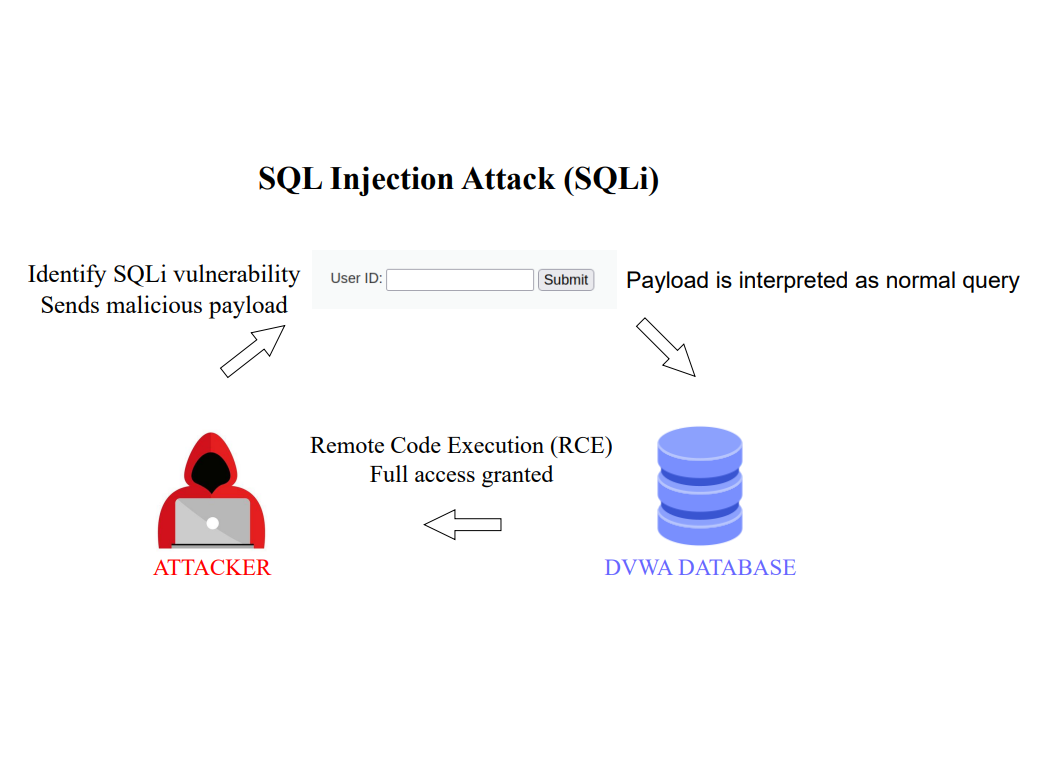 SQL Injection Attack (SQLi)
Identify SQLi vulnerability
Sends malicious payload
User ID:
Submit
Payload is interpreted as normal query
Remote Code Execution (RCE)
Full access granted
ATTACKER
DVWA DATABASE